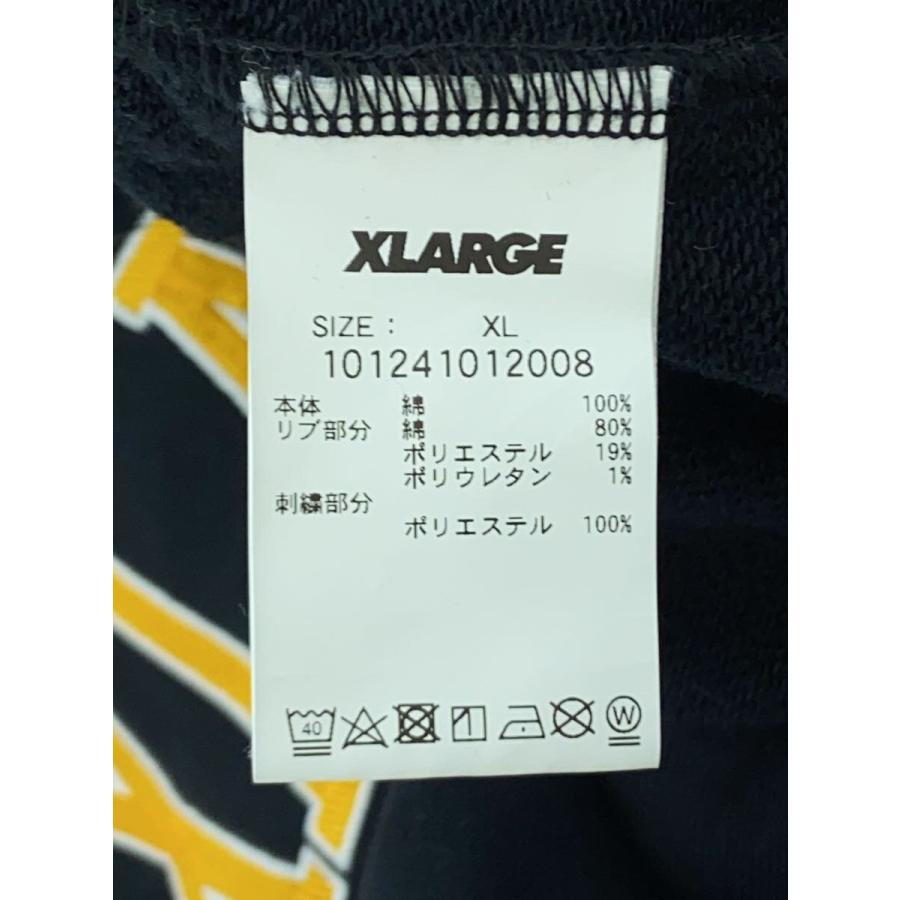 XLARGE
SIZE : XL
101241012008
本体 綿 100%
リブ部分 綿 80%
ポリエステル 19%
ポリウレタン 1%
刺繍部分
ポリエステル 100%
40 W